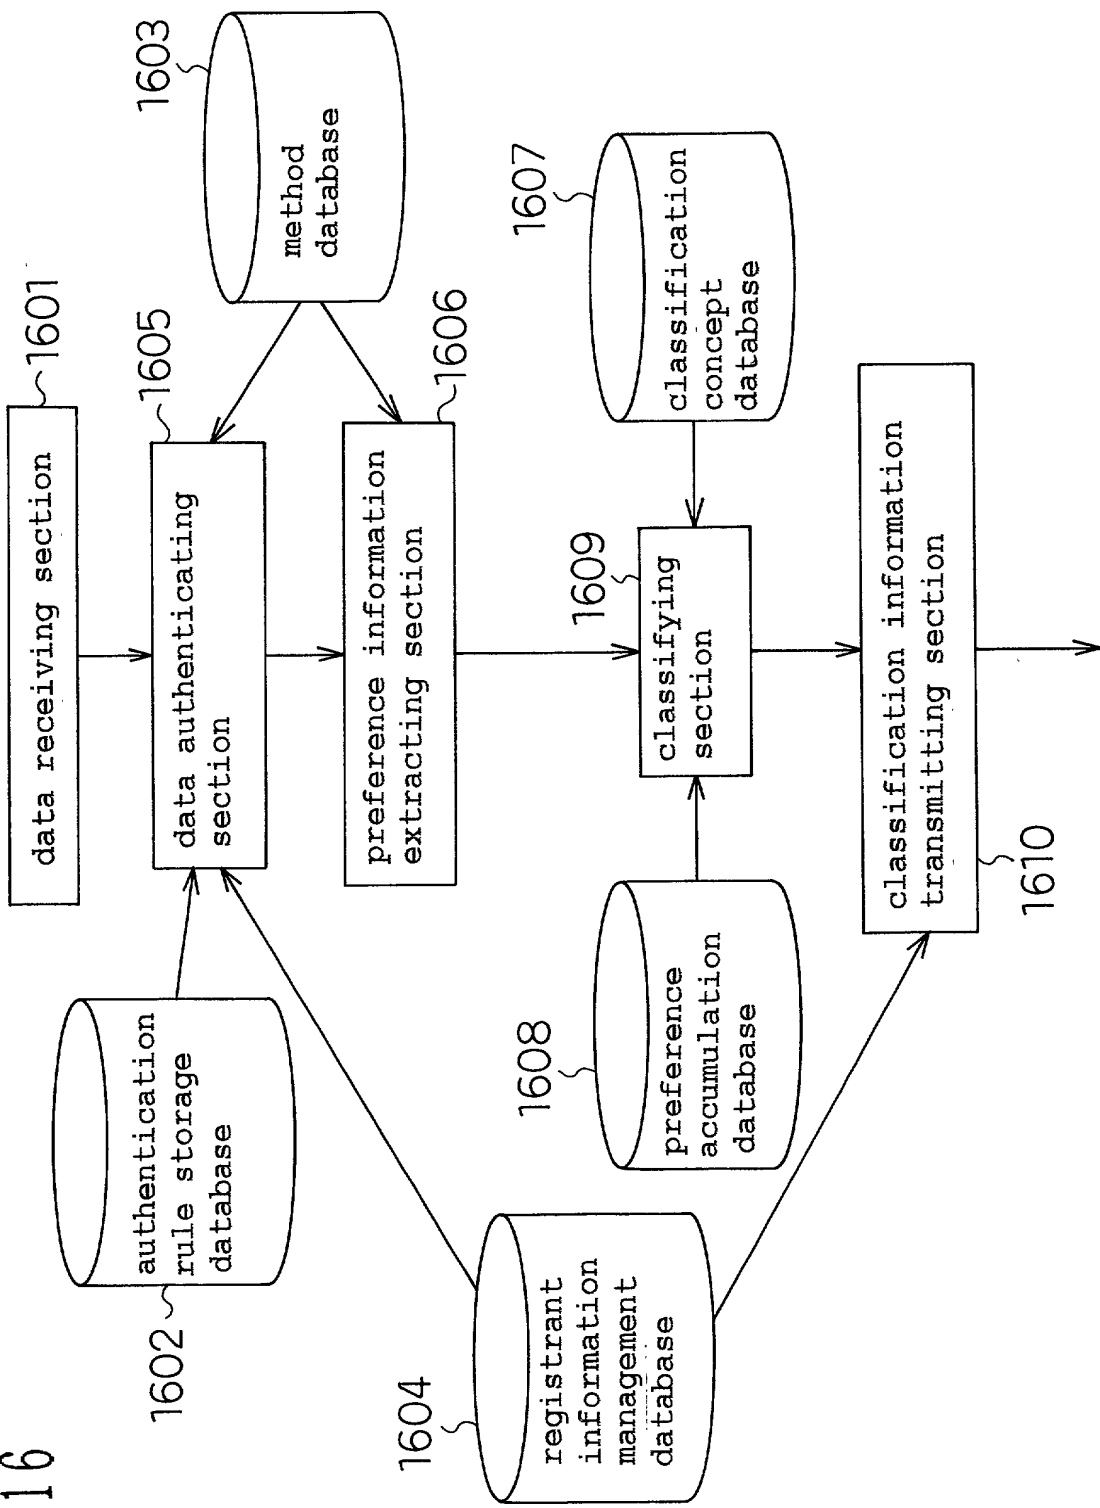 16
data receiving section
1601
authentication
rule storage
database
1602
data authenticating
section
1605
method
database
1603
preference information
extracting section
1606
registrant
information
management
database
1604
preference
accumulation
database
1608
classifying
section
1609
classification
concept
database
1607
classification information
transmitting section
1610